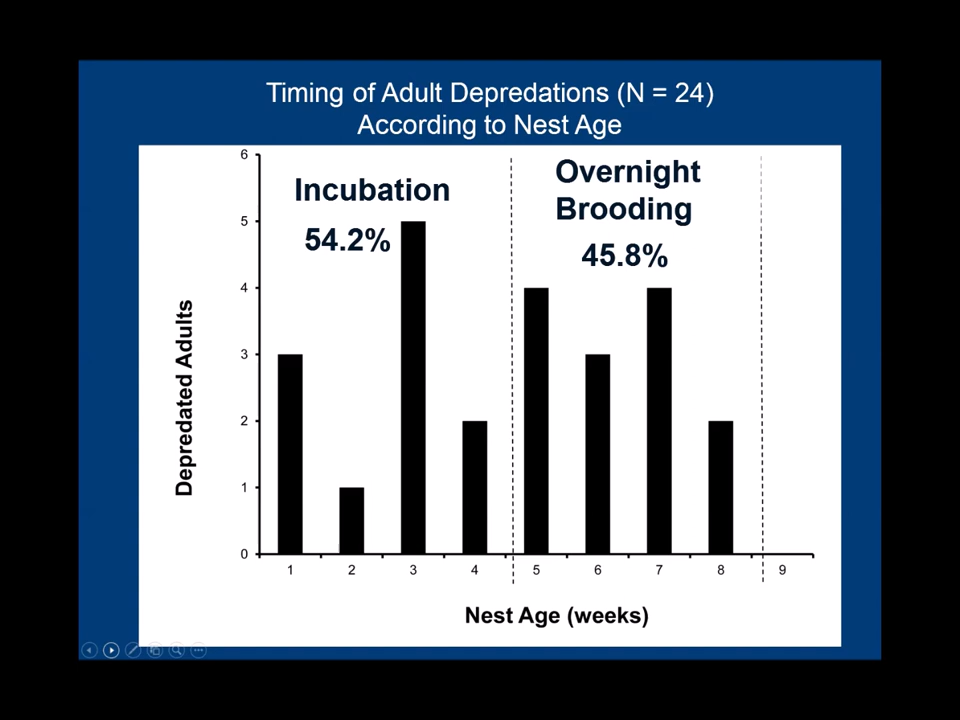 Timing of Adult Depredations (N = 24)
According to Nest Age
6
5
4
3
2
1
0
Depredated Adults
Incubation
54.2%
Overnight
Brooding
45.8%
1 2 3 4 5 6 7 8 9
Nest Age (weeks)